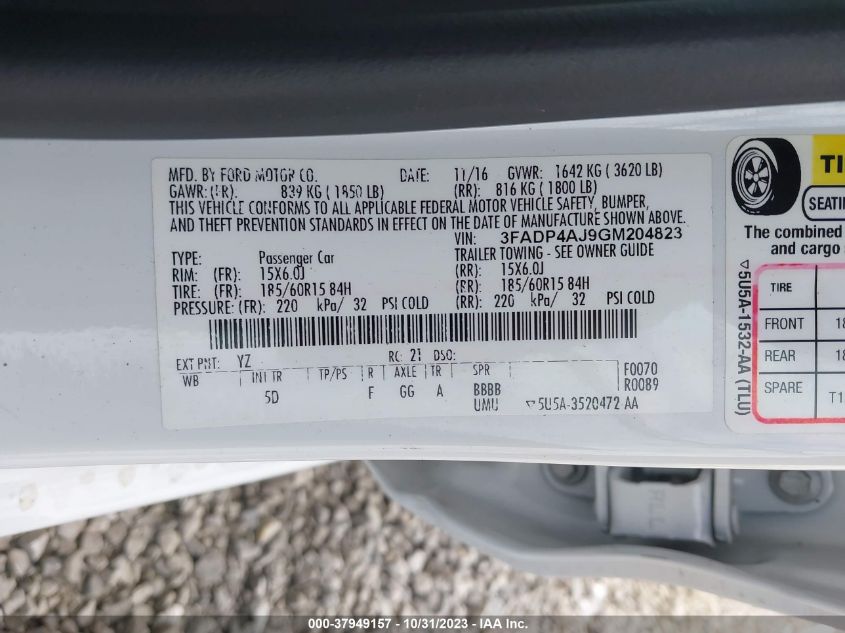 MFD. BY FORD MOTOR CO. DATE: 11/16 GVWR: 1642 KG ( 3620 LB)
GAWR: (FR): 839 KG ( 1850 LB) (RR): 816 KG ( 1800 LB)
THIS VEHICLE CONFORMS TO ALL APPLICABLE FEDERAL MOTOR VEHICLE SAFETY, BUMPER,
AND THEFT PREVENTION STANDARDS IN EFFECT ON THE DATE OF MANUFACTURE SHOWN ABOVE.
VIN: 3FADP4AJ9GM204823
TYPE: Passenger Car TRAILER TOWING - SEE OWNER GUIDE
RIM: (FR): 15X6.0J (RR): 15X6.0J
TIRE: (FR): 185/60R15 84H (RR): 185/60R15 84H
PRESSURE: (FR): 220 kPa/ 32 PSI COLD (RR): 220 kPa/ 32 PSI COLD
EXT PNT: YZ RC: 21 DSO:
WB INT TR TP/PS R AXLE TR SPR F0070
5D F GG A BBBB R0089
UMU ▽5U5A-3520472 AA
TI
SEATIN
The combined
and cargo
TIRE
FRONT 18
REAR 18
SPARE T1
▽5U5A-1532-AA (TLU)
RILL
000-37949157 - 10/31/2023 - IAA Inc.